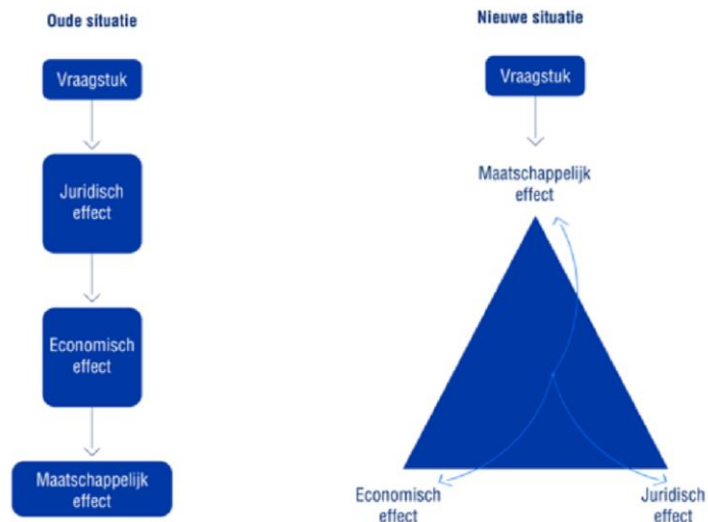 Oude situatie
Vraagstuk
Juridisch
effect
Economisch
effect
Maatschappelijk
effect
Nieuwe situatie
Vraagstuk
Maatschappelijk
effect
Economisch
effect
Juridisch
effect